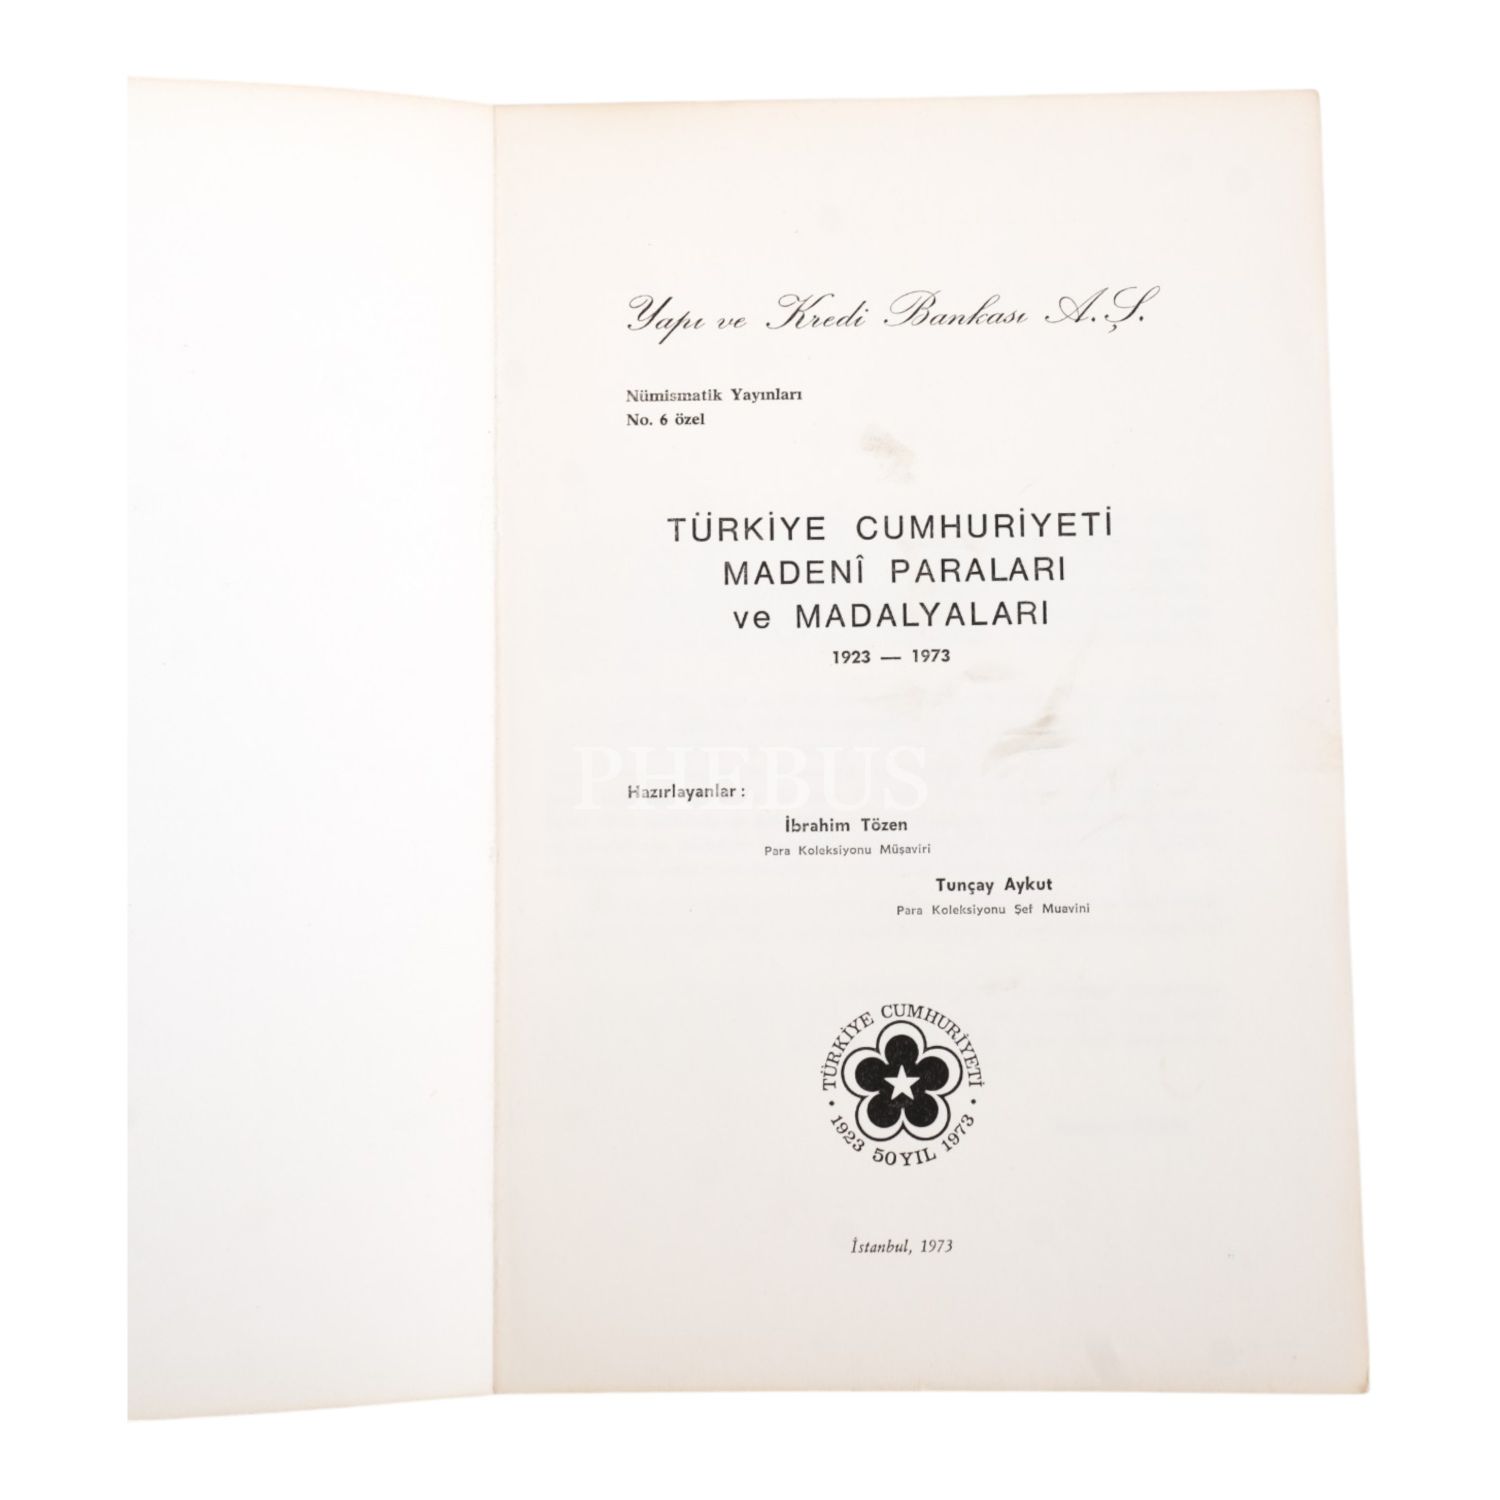 Yapı ve Kredi Bankası A.Ş.
Nümismatik Yayınları
No. 6 özel
TÜRKİYE CUMHURİYETİ
MADENÎ PARALARI
ve MADALYALARI
1923 — 1973
PHEBUS
Hazırlayanlar :
İbrahim Tözen
Para Koleksiyonu Müşaviri
Tunçay Aykut
Para Koleksiyonu Şef Muavini
TÜRKİYE CUMHURİYETİ
• 1923 50 YIL 1973 •
İstanbul, 1973